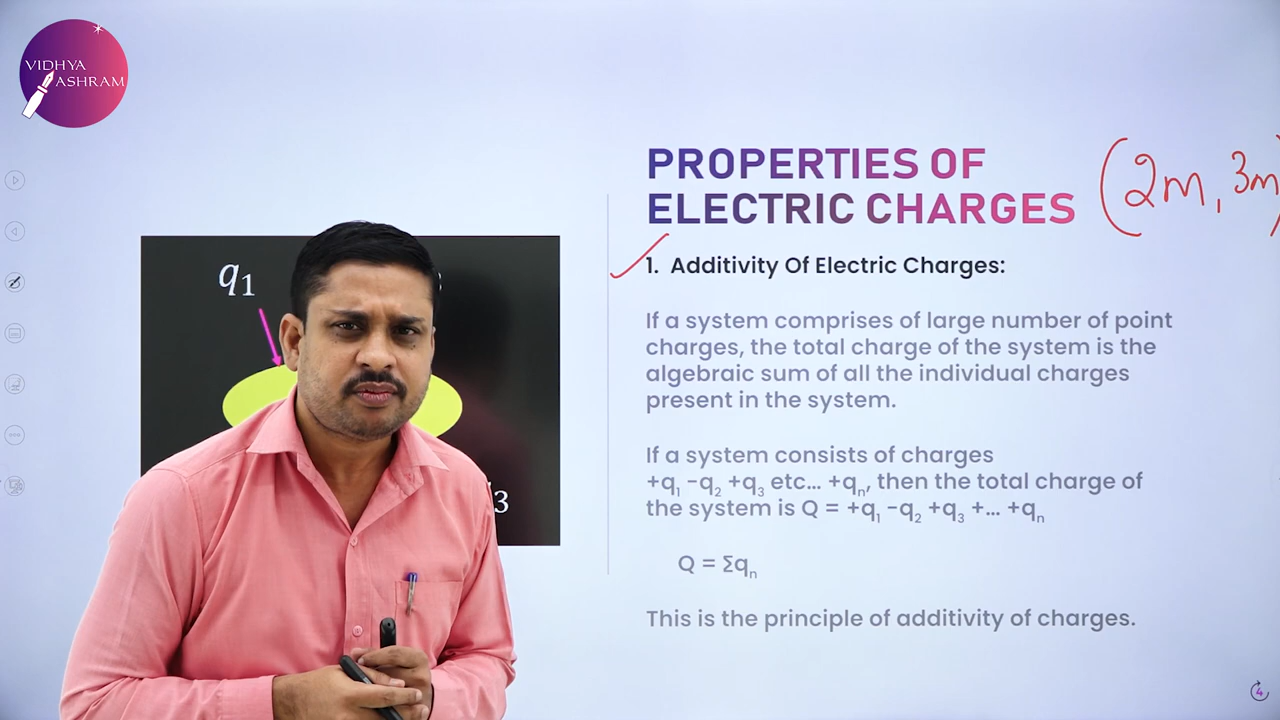 VIDHYA
ASHRAM
PROPERTIES OF
ELECTRIC CHARGES
(2m, 3m)
1. Additivity Of Electric Charges:
If a system comprises of large number of point
charges, the total charge of the system is the
algebraic sum of all the individual charges
present in the system.
If a system consists of charges
+q₁ −q₂ +q₃ etc... +qₙ, then the total charge of
the system is Q = +q₁ −q₂ +q₃ +... +qₙ
Q = Σqₙ
This is the principle of additivity of charges.
q₁
3
4